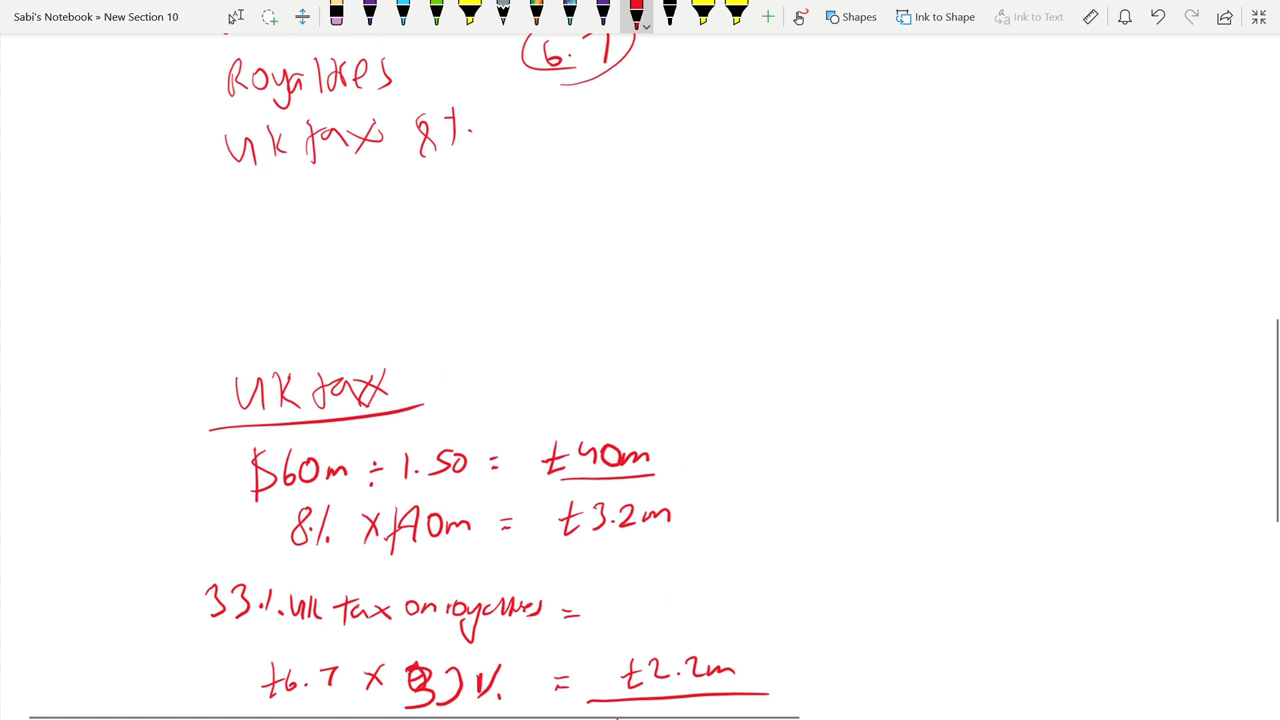 Sabi's Notebook » New Section 10
Shapes
Ink to Shape
Ink to Text
6.7
Royalties
UK tax 8%
UK tax
$60m ÷ 1.50 = £40m
8% × £40m = £3.2m
33% UK tax on royalties =
£6.7 × 33% = £2.2m